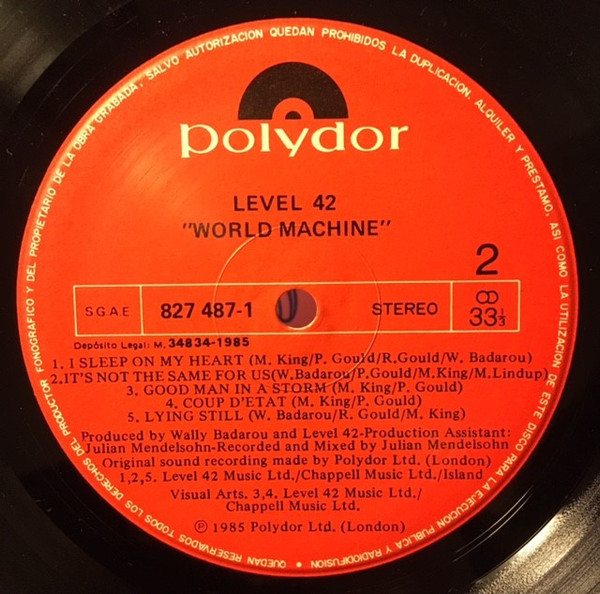 polydor
LEVEL 42
"WORLD MACHINE"
2
SGAE 827 487-1 STEREO 33⅓
Depósito Legal: M. 34834-1985
1. I SLEEP ON MY HEART (M. King/P. Gould/R.Gould/W. Badarou)
2.IT'S NOT THE SAME FOR US(W.Badarou/P.Gould/M.King/M.Lindup)
3. GOOD MAN IN A STORM (M. King/P. Gould)
4. COUP D'ETAT (M. King/P. Gould)
5. LYING STILL (W. Badarou/R. Gould/M. King)
Produced by Wally Badarou and Level 42-Production Assistant:
Julian Mendelsohn-Recorded and Mixed by Julian Mendelsohn
Original sound recording made by Polydor Ltd. (London)
1,2,5. Level 42 Music Ltd./Chappell Music Ltd./Island
Visual Arts. 3,4. Level 42 Music Ltd./
Chappell Music Ltd.
℗ 1985 Polydor Ltd. (London)
QUEDAN RESERVADOS TODOS LOS DERECHOS DEL PRODUCTOR FONOGRAFICO Y DEL PROPIETARIO DE LA OBRA GRABADA, SALVO AUTORIZACION QUEDAN PROHIBIDOS LA DUPLICACION, ALQUILER Y PRESTAMO, ASI COMO LA UTILIZACION DE ESTE DISCO PARA LA EJECUCION PUBLICA Y RADIODIFUSION •